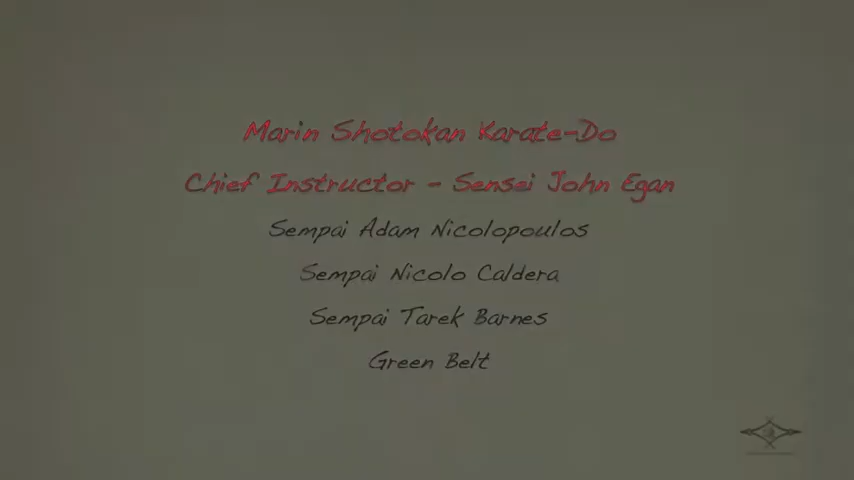 Marin Shotokan Karate-Do
Chief Instructor - Sensei John Egan
Sempai Adam Nicolopoulos
Sempai Nicolo Caldera
Sempai Tarek Barnes
Green Belt